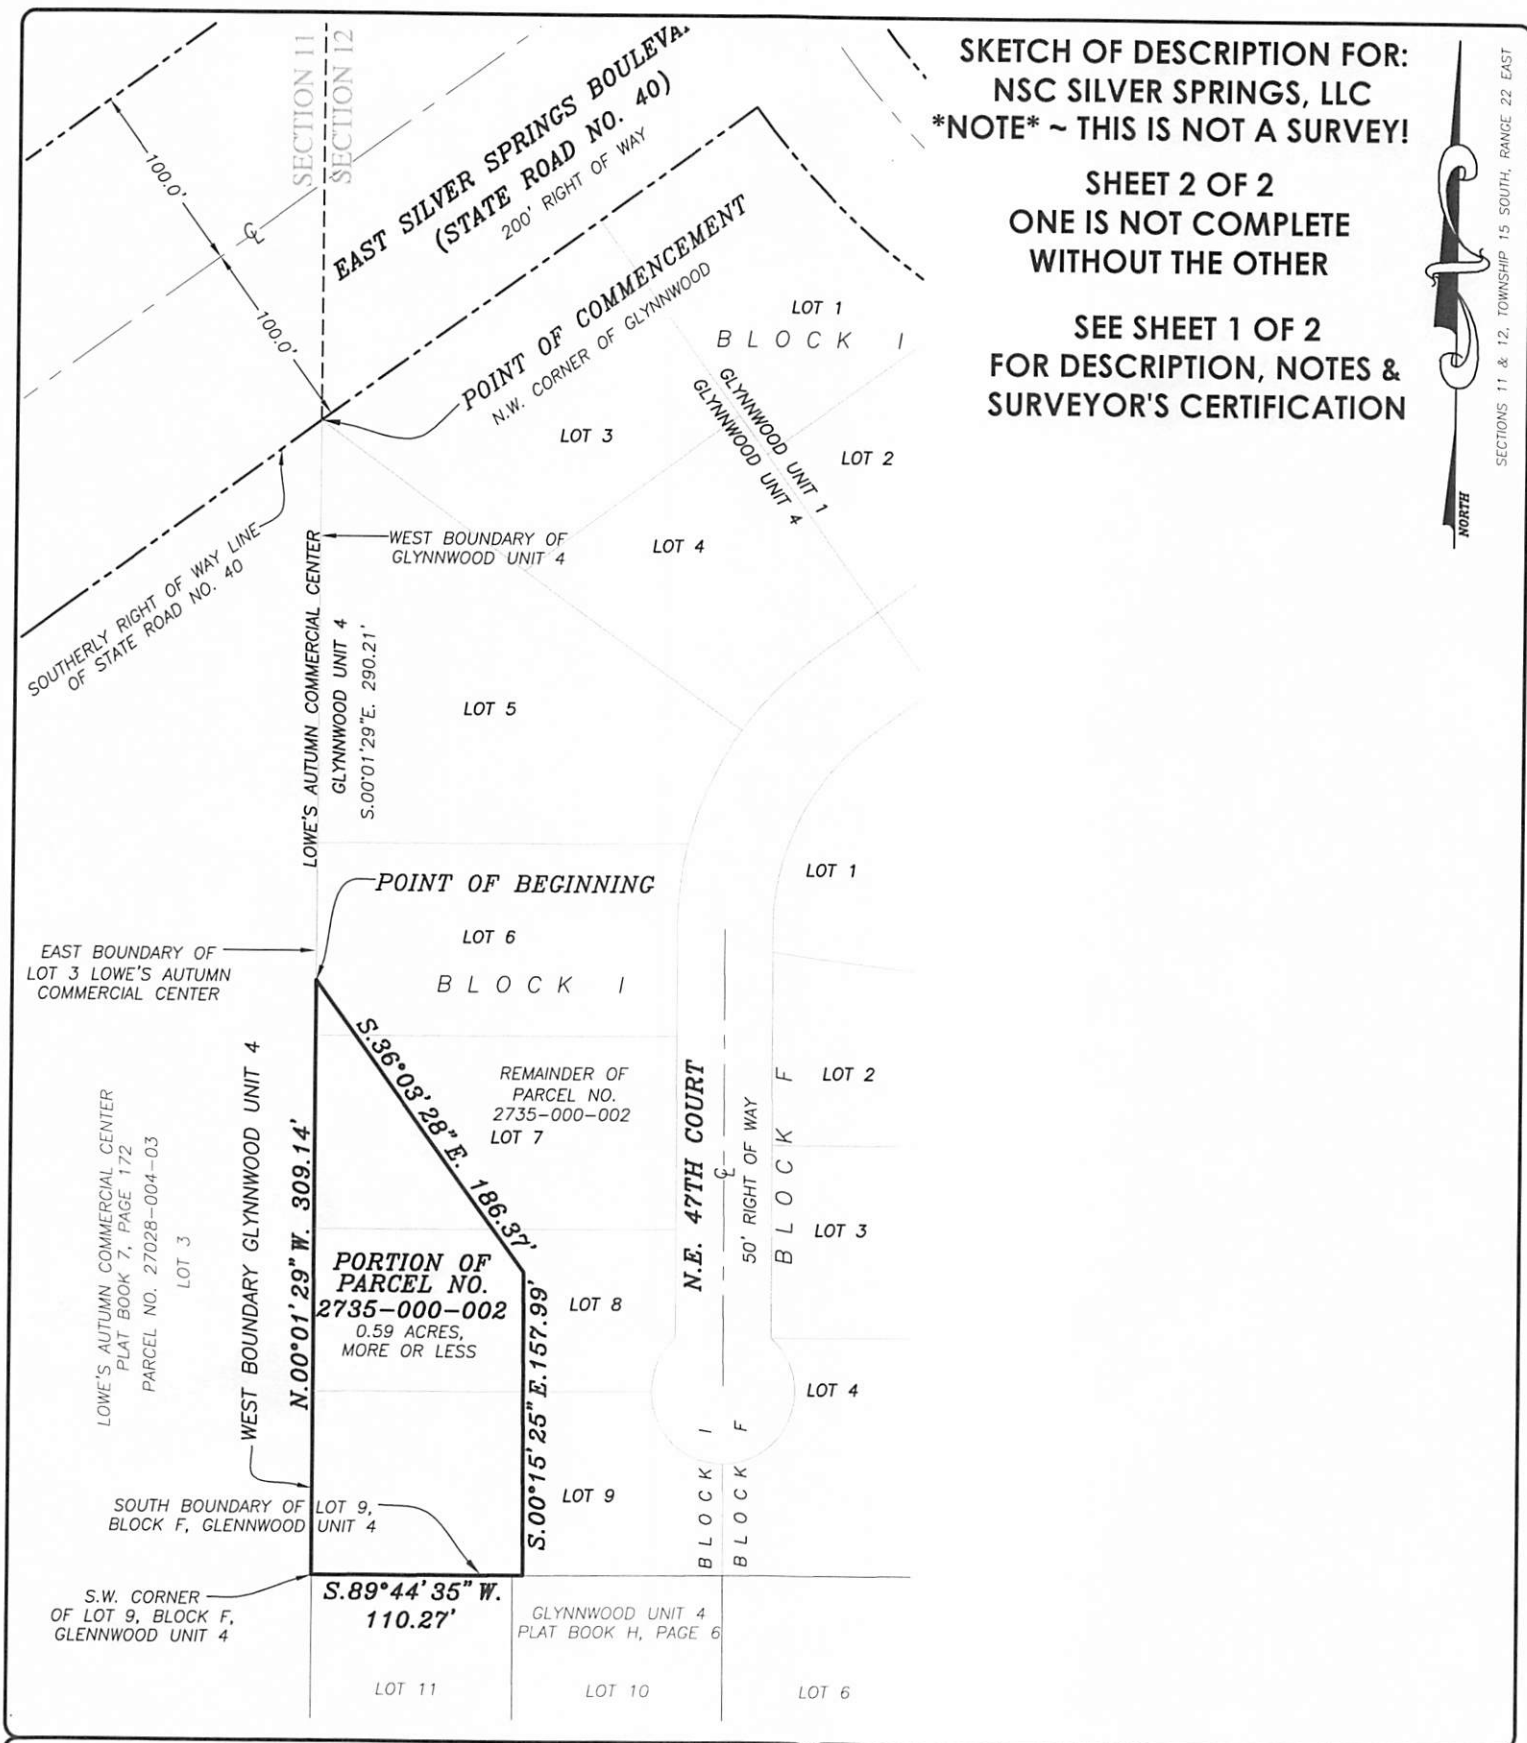 SKETCH OF DESCRIPTION FOR:
NSC SILVER SPRINGS, LLC
*NOTE* ~ THIS IS NOT A SURVEY!
SHEET 2 OF 2
ONE IS NOT COMPLETE
WITHOUT THE OTHER
SEE SHEET 1 OF 2
FOR DESCRIPTION, NOTES &
SURVEYOR'S CERTIFICATION
NORTH
SECTIONS 11 & 12, TOWNSHIP 15 SOUTH, RANGE 22 EAST
SECTION 11
SECTION 12
100.0'
℄
100.0'
EAST SILVER SPRINGS BOULEVA
(STATE ROAD NO. 40)
200' RIGHT OF WAY
POINT OF COMMENCEMENT
N.W. CORNER OF GLYNNWOOD
LOT 1
BLOCK I
GLYNNWOOD UNIT 1
GLYNNWOOD UNIT 4
LOT 3
LOT 2
LOT 4
WEST BOUNDARY OF
GLYNNWOOD UNIT 4
SOUTHERLY RIGHT OF WAY LINE
OF STATE ROAD NO. 40
LOWE'S AUTUMN COMMERCIAL CENTER
GLYNNWOOD UNIT 4
S.00°01'29"E. 290.21'
LOT 5
LOT 1
POINT OF BEGINNING
LOT 6
BLOCK I
EAST BOUNDARY OF
LOT 3 LOWE'S AUTUMN
COMMERCIAL CENTER
S.36°03'28"E. 186.37'
REMAINDER OF
PARCEL NO.
2735-000-002
LOT 7
N.E. 47TH COURT
℄
50' RIGHT OF WAY
BLOCK F
LOT 2
LOT 3
LOT 4
LOWE'S AUTUMN COMMERCIAL CENTER
PLAT BOOK 7, PAGE 172
PARCEL NO. 27028-004-03
LOT 3
WEST BOUNDARY GLYNNWOOD UNIT 4
N.00°01'29"W. 309.14'
PORTION OF
PARCEL NO.
2735-000-002
0.59 ACRES,
MORE OR LESS
S.00°15'25"E.157.99'
LOT 8
LOT 9
BLOCK I
BLOCK F
SOUTH BOUNDARY OF LOT 9,
BLOCK F, GLENNWOOD UNIT 4
S.W. CORNER
OF LOT 9, BLOCK F,
GLENNWOOD UNIT 4
S.89°44'35"W.
110.27'
GLYNNWOOD UNIT 4
PLAT BOOK H, PAGE 6
LOT 11
LOT 10
LOT 6